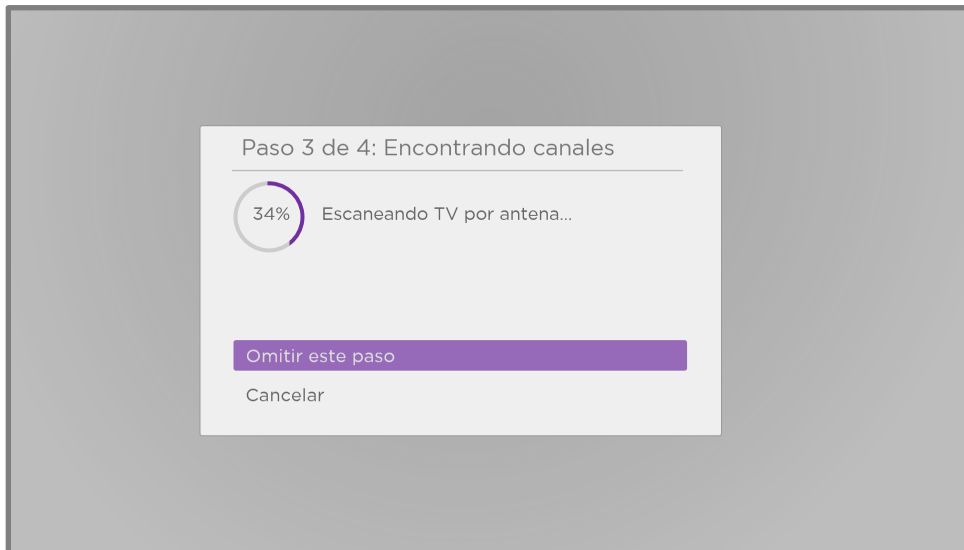 Paso 3 de 4: Encontrando canales
34%
Escaneando TV por antena...
Omitir este paso
Cancelar